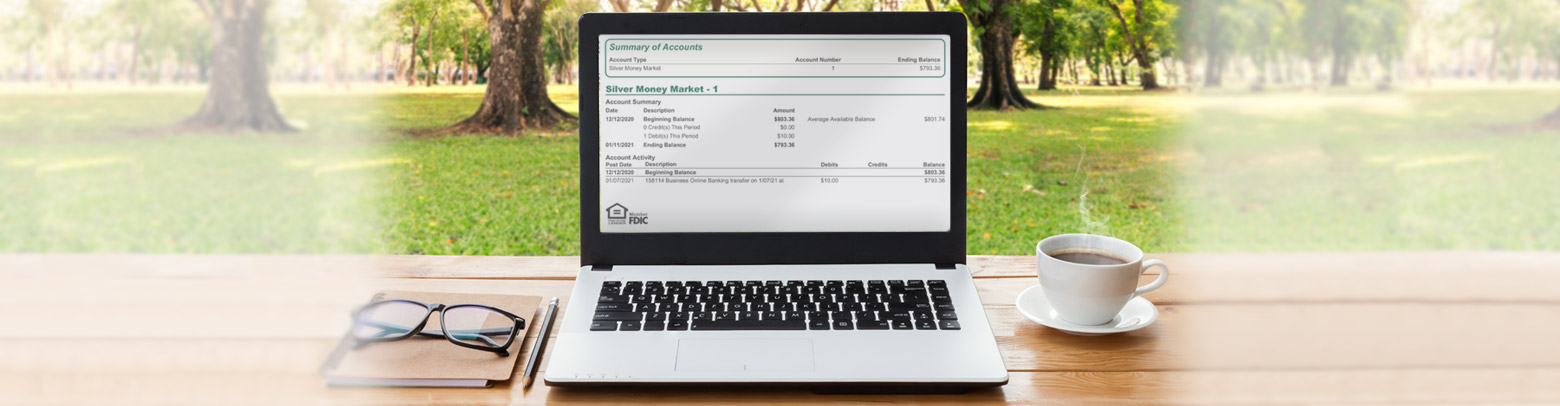 Summary of Accounts
Account Type Account Number Ending Balance
Silver Money Market 1 $793.36
Silver Money Market - 1
Account Summary
Date Description Amount
12/12/2020 Beginning Balance $803.36 Average Available Balance $801.74
0 Credit(s) This Period $0.00
1 Debit(s) This Period $10.00
01/11/2021 Ending Balance $793.36
Account Activity
Post Date Description Debits Credits Balance
12/12/2020 Beginning Balance $803.36
01/07/2021 158114 Business Online Banking transfer on 1/07/21 at $10.00 $793.36
Member
FDIC